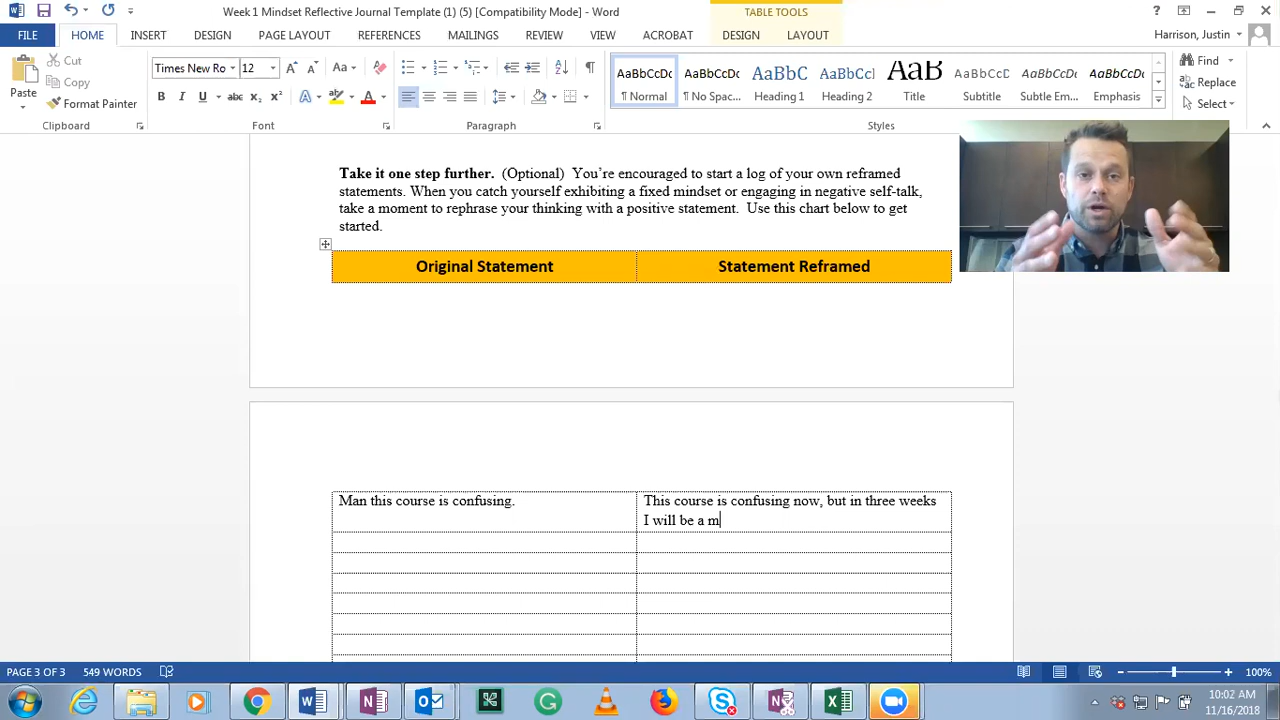 Week 1 Mindset Reflective Journal Template (1) (5) [Compatibility Mode] - Word
TABLE TOOLS
?
FILE HOME INSERT DESIGN PAGE LAYOUT REFERENCES MAILINGS REVIEW VIEW ACROBAT DESIGN LAYOUT Harrison, Justin
Cut
Copy
Format Painter
Paste
Clipboard
Times New Ro 12
Aa
B I U abc X2 X2 A ab A
Font
Paragraph
AaBbCcDc AaBbCcDc AaBbC AaBbCcD AaB AaBbCcD AaBbCcDc AaBbCcDc
¶ Normal ¶ No Spac... Heading 1 Heading 2 Title Subtitle Subtle Em... Emphasis
Styles
Find
Replace
Select
Take it one step further. (Optional) You're encouraged to start a log of your own reframed
statements. When you catch yourself exhibiting a fixed mindset or engaging in negative self-talk,
take a moment to rephrase your thinking with a positive statement. Use this chart below to get
started.
Original Statement Statement Reframed
Man this course is confusing.
This course is confusing now, but in three weeks
I will be a m
PAGE 3 OF 3 549 WORDS
100%
10:02 AM
11/16/2018